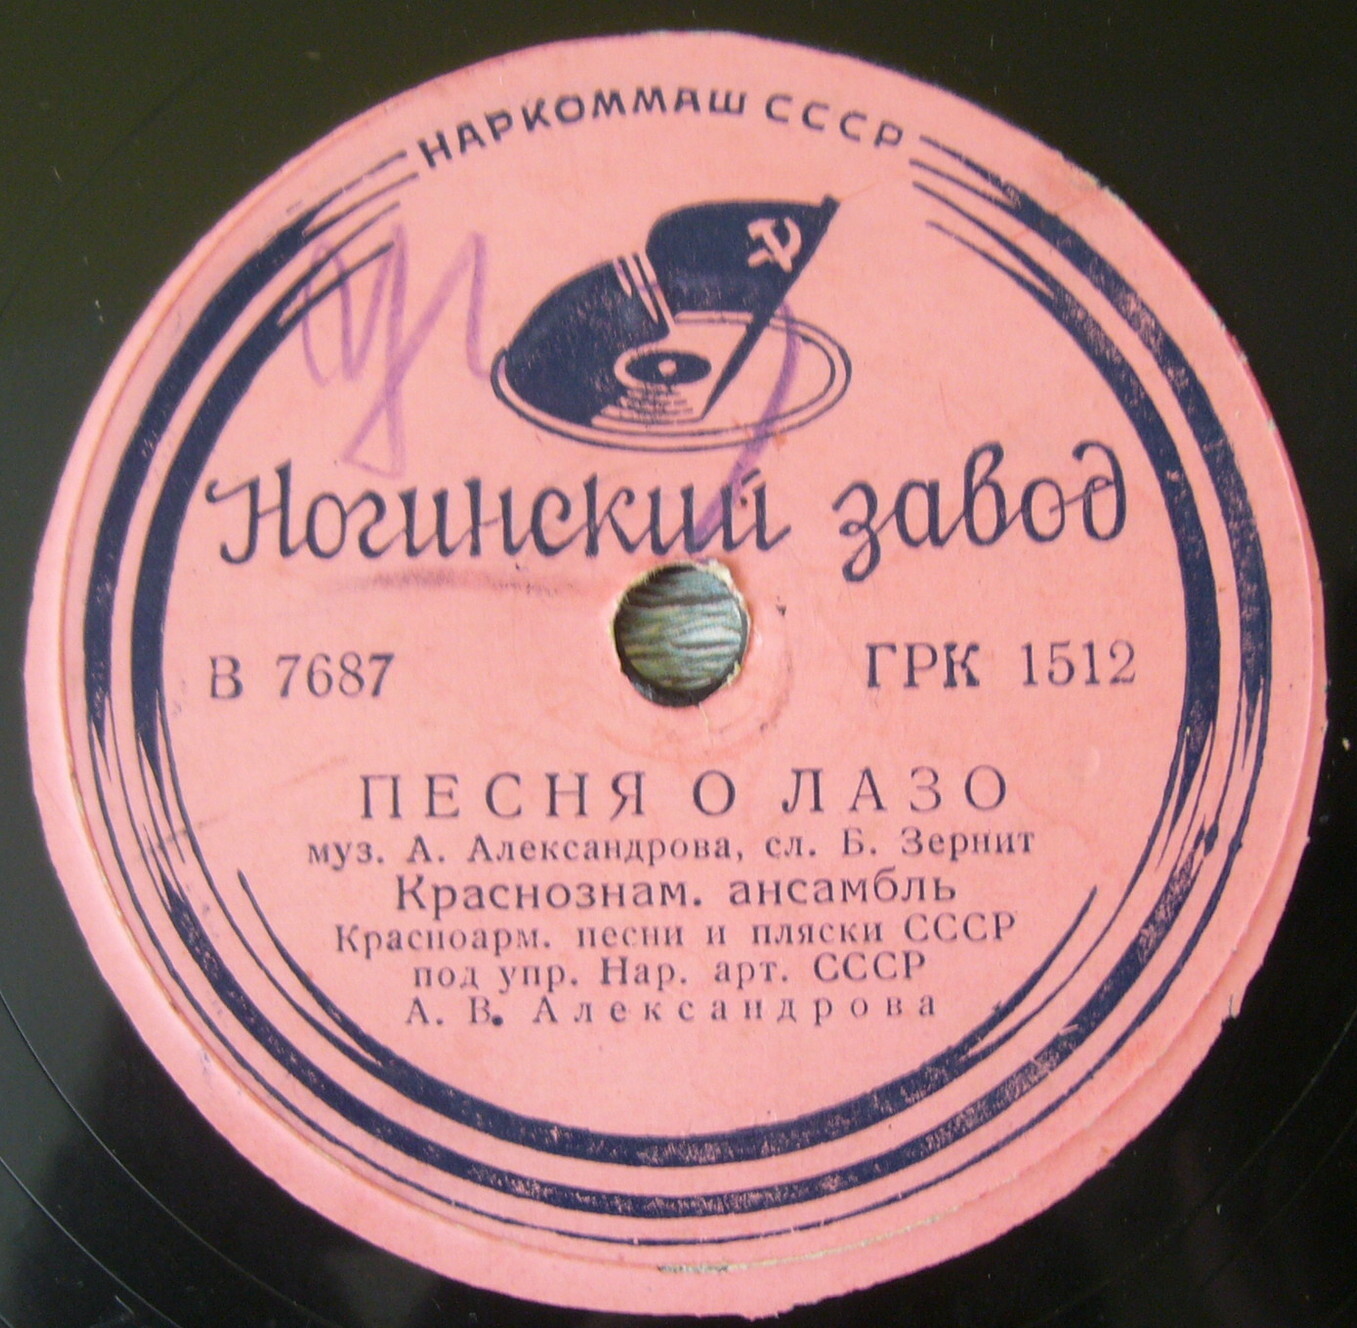 НАРКОММАШ СССР
Ногинский завод
В 7687 ГРК 1512
ПЕСНЯ О ЛАЗО
муз. А. Александрова, сл. Б. Зернит
Краснознам. ансамбль
Красноарм. песни и пляски СССР
под упр. Нар. арт. СССР
А. В. Александрова